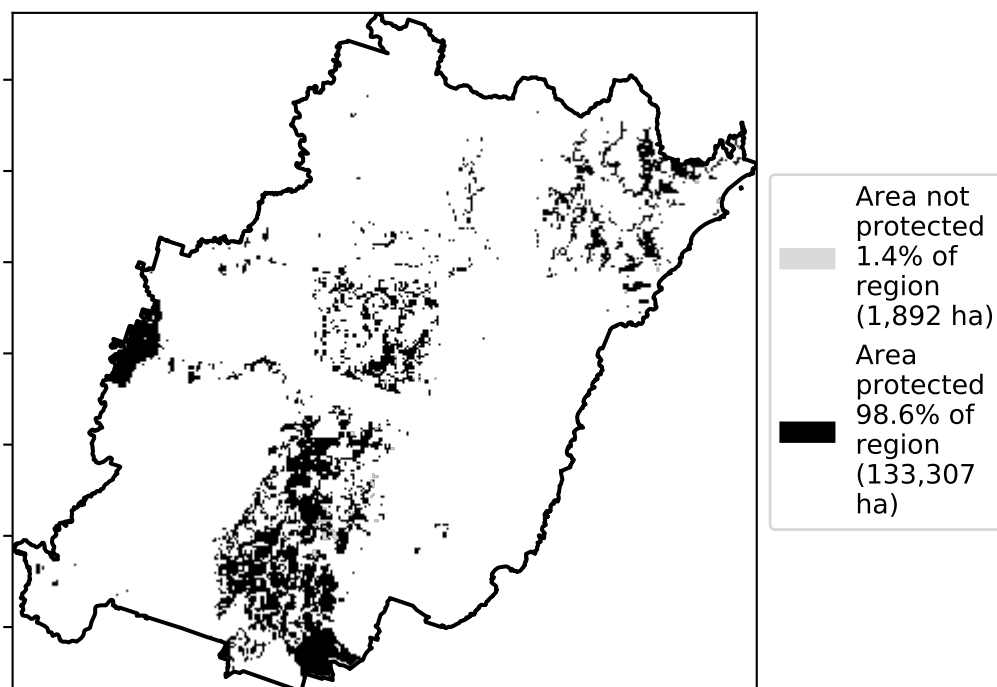 Area not
protected
1.4% of
region
(1,892 ha)
Area
protected
98.6% of
region
(133,307
ha)